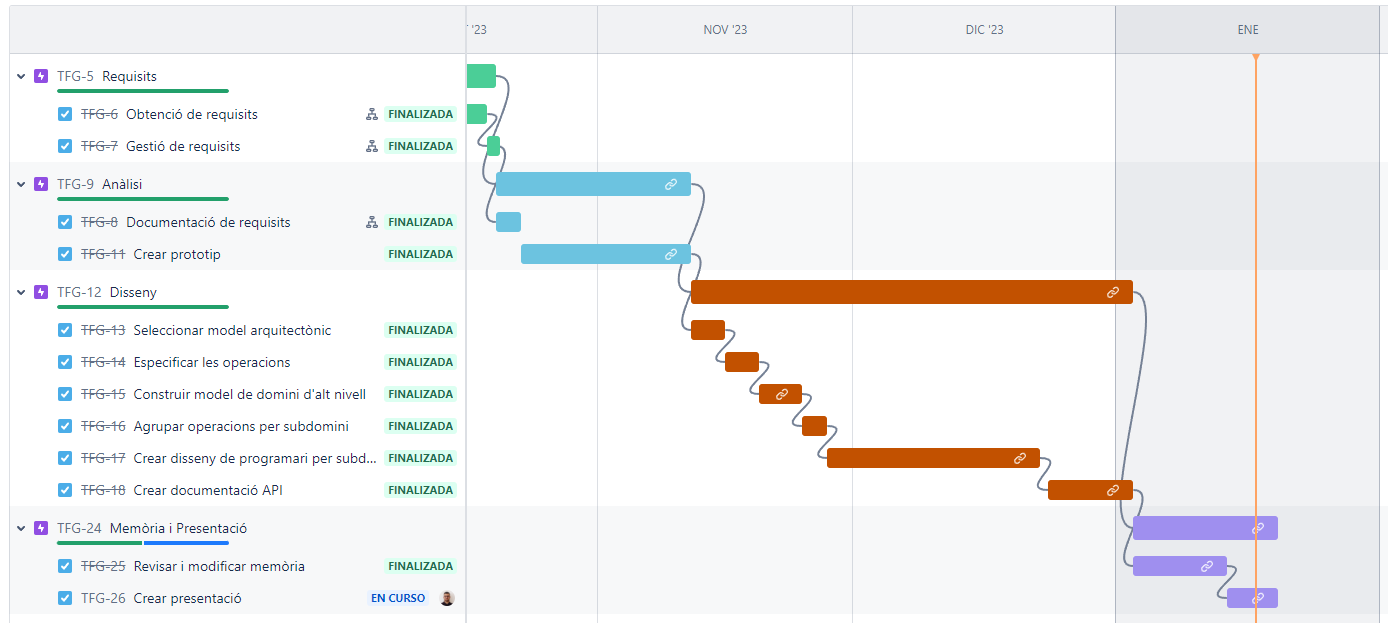 '23
NOV '23
DIC '23
ENE
TFG-5 Requisits
TFG-6 Obtenció de requisits FINALIZADA
TFG-7 Gestió de requisits FINALIZADA
TFG-9 Anàlisi
TFG-8 Documentació de requisits FINALIZADA
TFG-11 Crear prototip FINALIZADA
TFG-12 Disseny
TFG-13 Seleccionar model arquitectònic FINALIZADA
TFG-14 Especificar les operacions FINALIZADA
TFG-15 Construir model de domini d'alt nivell FINALIZADA
TFG-16 Agrupar operacions per subdomini FINALIZADA
TFG-17 Crear disseny de programari per subd... FINALIZADA
TFG-18 Crear documentació API FINALIZADA
TFG-24 Memòria i Presentació
TFG-25 Revisar i modificar memòria FINALIZADA
TFG-26 Crear presentació EN CURSO